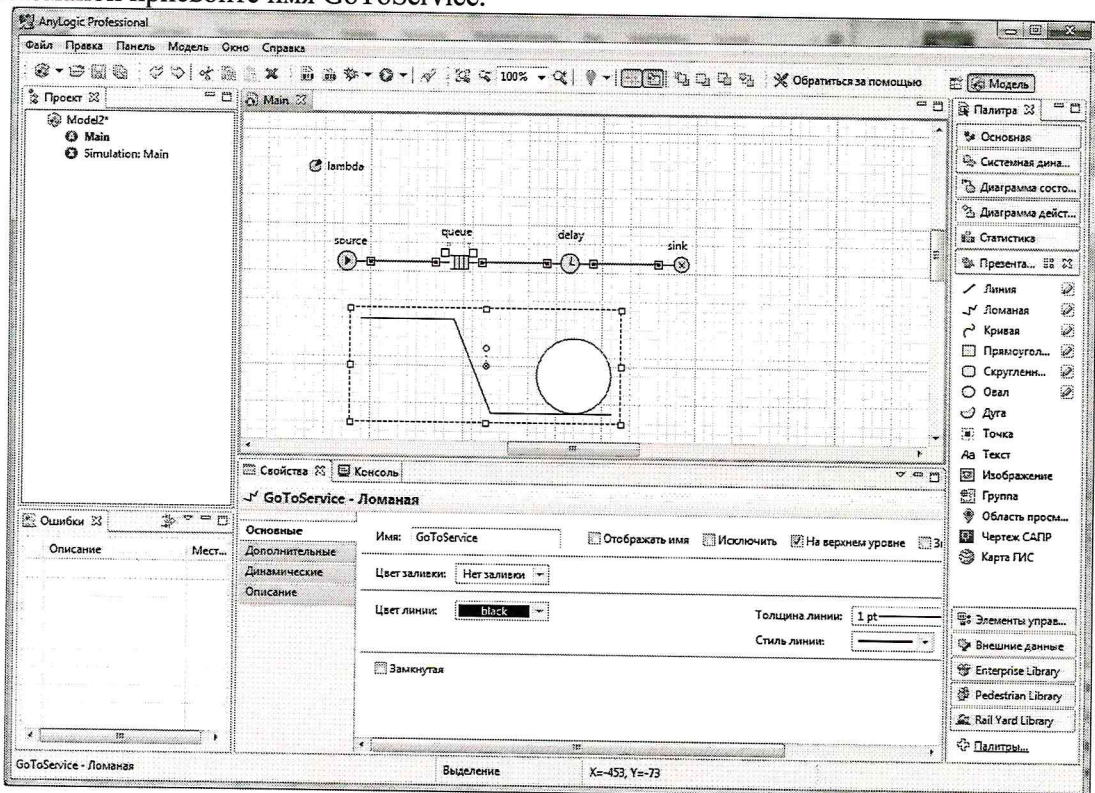 ломаной присвойте имя GoToService.
AnyLogic Professional
Файл Правка Панель Модель Окно Справка
100% Обратиться за помощью Модель
Проект
Model2*
Main
Simulation: Main
Main
lambda
source
queue
delay
sink
Палитра
Основная
Системная дина...
Диаграмма состо...
Диаграмма дейст...
Статистика
Презента...
Линия
Ломаная
Кривая
Прямоугол...
Скругленн...
Овал
Дуга
Точка
Aa Текст
Изображение
Группа
Область просм...
Чертеж САПР
Карта ГИС
Элементы управ...
Внешние данные
Enterprise Library
Pedestrian Library
Rail Yard Library
Палитры...
Свойства Консоль
GoToService - Ломаная
Основные
Дополнительные
Динамические
Описание
Имя: GoToService Отображать имя Исключить На верхнем уровне
Цвет заливки: Нет заливки
Цвет линии: black
Толщина линии: 1 pt
Стиль линии:
Замкнутая
Ошибки
Описание Мест...
GoToService - Ломаная Выделение X=-453, Y=-73